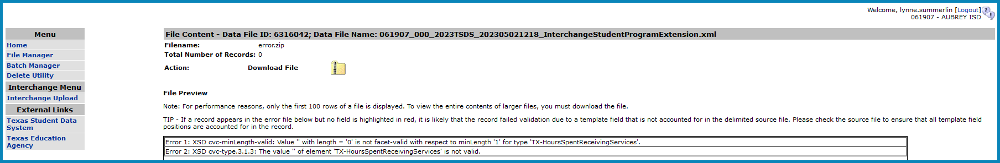 Welcome, lynne.summerlin [Logout]
061907 - AUBREY ISD
Menu
Home
File Manager
Batch Manager
Delete Utility
Interchange Menu
Interchange Upload
External Links
Texas Student Data
System
Texas Education
Agency
File Content - Data File ID: 6316042; Data File Name: 061907_000_2023TSDS_202305021218_InterchangeStudentProgramExtension.xml
Filename: error.zip
Total Number of Records: 0
Action: Download File
File Preview
Note: For performance reasons, only the first 100 rows of a file is displayed. To view the entire contents of larger files, you must download the file.
TIP - If a record appears in the error file below but no field is highlighted in red, it is likely that the record failed validation due to a template field that is not accounted for in the delimited source file. Please check the source file to ensure that all template field
positions are accounted for in the record.
Error 1: XSD cvc-minLength-valid: Value '' with length = '0' is not facet-valid with respect to minLength '1' for type 'TX-HoursSpentReceivingServices'.
Error 2: XSD cvc-type.3.1.3: The value '' of element 'TX-HoursSpentReceivingServices' is not valid.